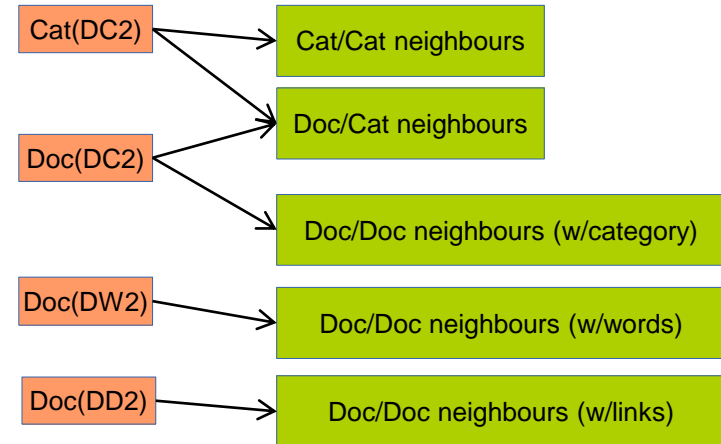 Cat(DC2)
Cat/Cat neighbours
Doc/Cat neighbours
Doc(DC2)
Doc/Doc neighbours (w/category)
Doc(DW2)
Doc/Doc neighbours (w/words)
Doc(DD2)
Doc/Doc neighbours (w/links)